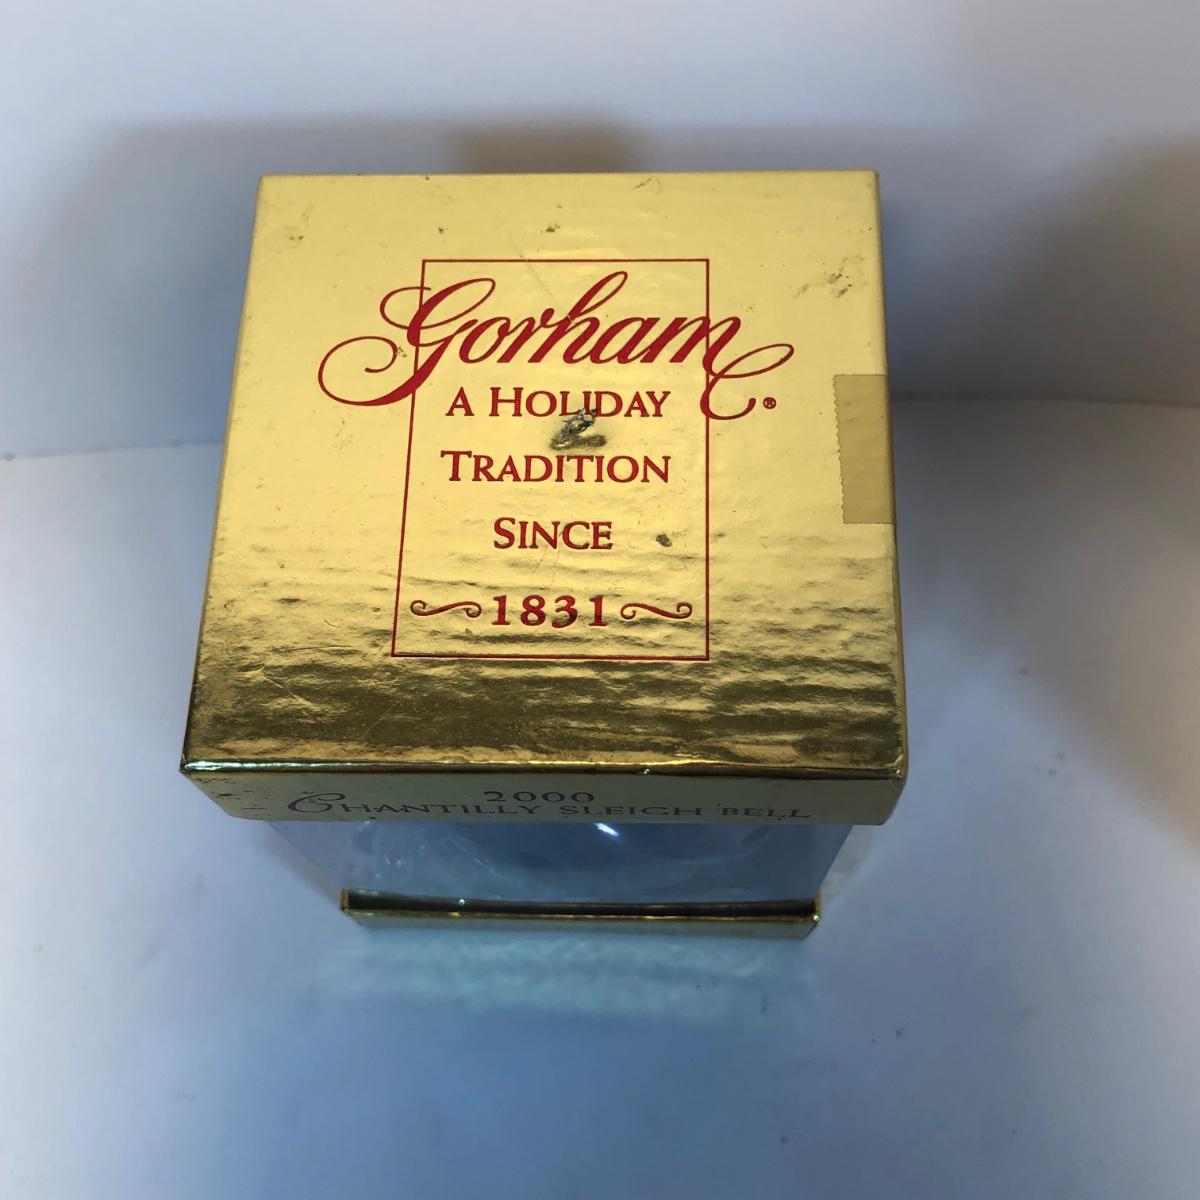 Gorham ®
A HOLIDAY
TRADITION
SINCE
1831
2000
CHANTILLY SLEIGH BELL